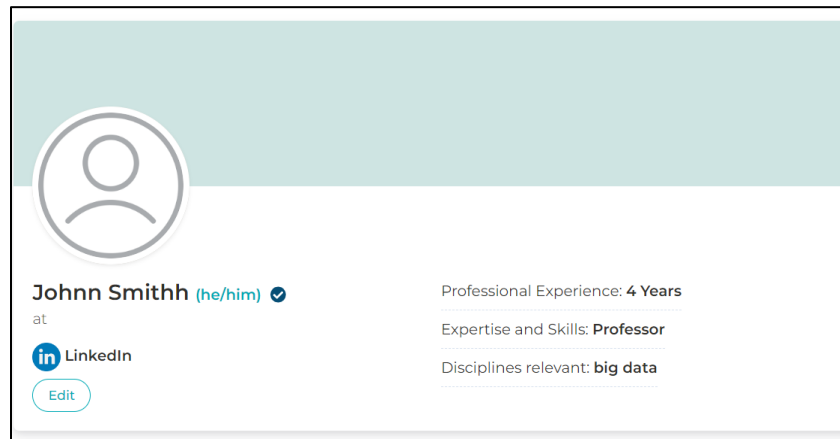 Johnn Smithh (he/him)
at
in LinkedIn
Edit
Professional Experience: 4 Years
Expertise and Skills: Professor
Disciplines relevant: big data